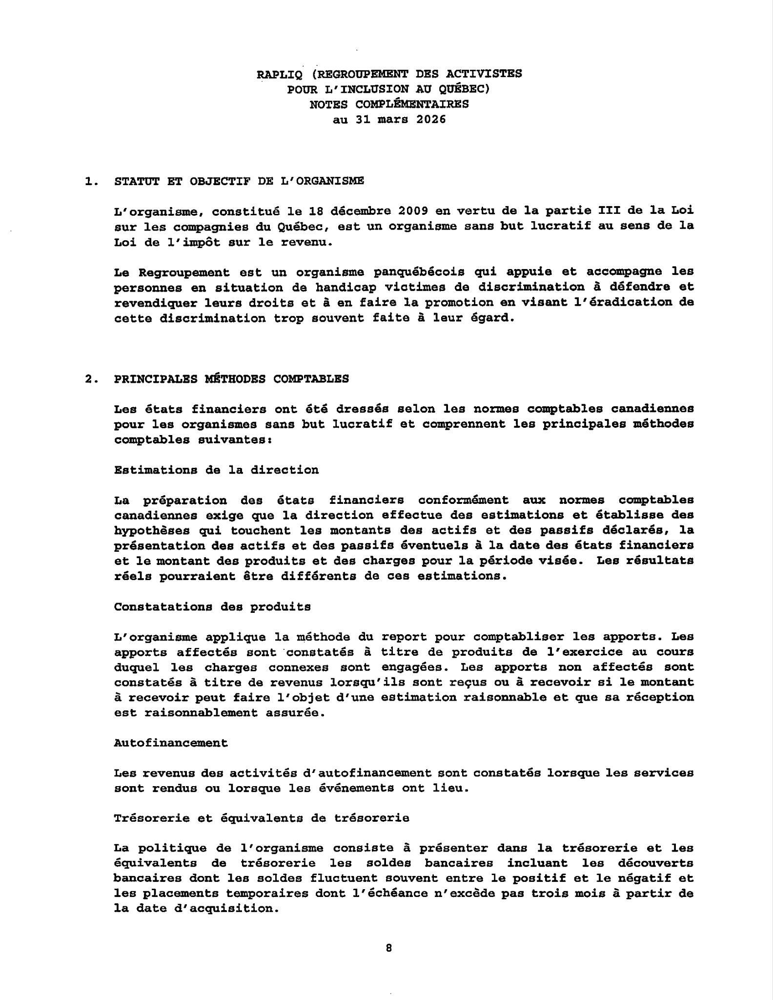 RAPLIQ (REGROUPEMENT DES ACTIVISTES
POUR L'INCLUSION AU QUÉBEC)
NOTES COMPLÉMENTAIRES
au 31 mars 2026
1. STATUT ET OBJECTIF DE L'ORGANISME
L'organisme, constitué le 18 décembre 2009 en vertu de la partie III de la Loi
sur les compagnies du Québec, est un organisme sans but lucratif au sens de la
Loi de l'impôt sur le revenu.
Le Regroupement est un organisme panquébécois qui appuie et accompagne les
personnes en situation de handicap victimes de discrimination à défendre et
revendiquer leurs droits et à en faire la promotion en visant l'éradication de
cette discrimination trop souvent faite à leur égard.
2. PRINCIPALES MÉTHODES COMPTABLES
Les états financiers ont été dressés selon les normes comptables canadiennes
pour les organismes sans but lucratif et comprennent les principales méthodes
comptables suivantes:
Estimations de la direction
La préparation des états financiers conformément aux normes comptables
canadiennes exige que la direction effectue des estimations et établisse des
hypothèses qui touchent les montants des actifs et des passifs déclarés, la
présentation des actifs et des passifs éventuels à la date des états financiers
et le montant des produits et des charges pour la période visée. Les résultats
réels pourraient être différents de ces estimations.
Constatations des produits
L'organisme applique la méthode du report pour comptabliser les apports. Les
apports affectés sont constatés à titre de produits de l'exercice au cours
duquel les charges connexes sont engagées. Les apports non affectés sont
constatés à titre de revenus lorsqu'ils sont reçus ou à recevoir si le montant
à recevoir peut faire l'objet d'une estimation raisonnable et que sa réception
est raisonnablement assurée.
Autofinancement
Les revenus des activités d'autofinancement sont constatés lorsque les services
sont rendus ou lorsque les événements ont lieu.
Trésorerie et équivalents de trésorerie
La politique de l'organisme consiste à présenter dans la trésorerie et les
équivalents de trésorerie les soldes bancaires incluant les découverts
bancaires dont les soldes fluctuent souvent entre le positif et le négatif et
les placements temporaires dont l'échéance n'excède pas trois mois à partir de
la date d'acquisition.
8